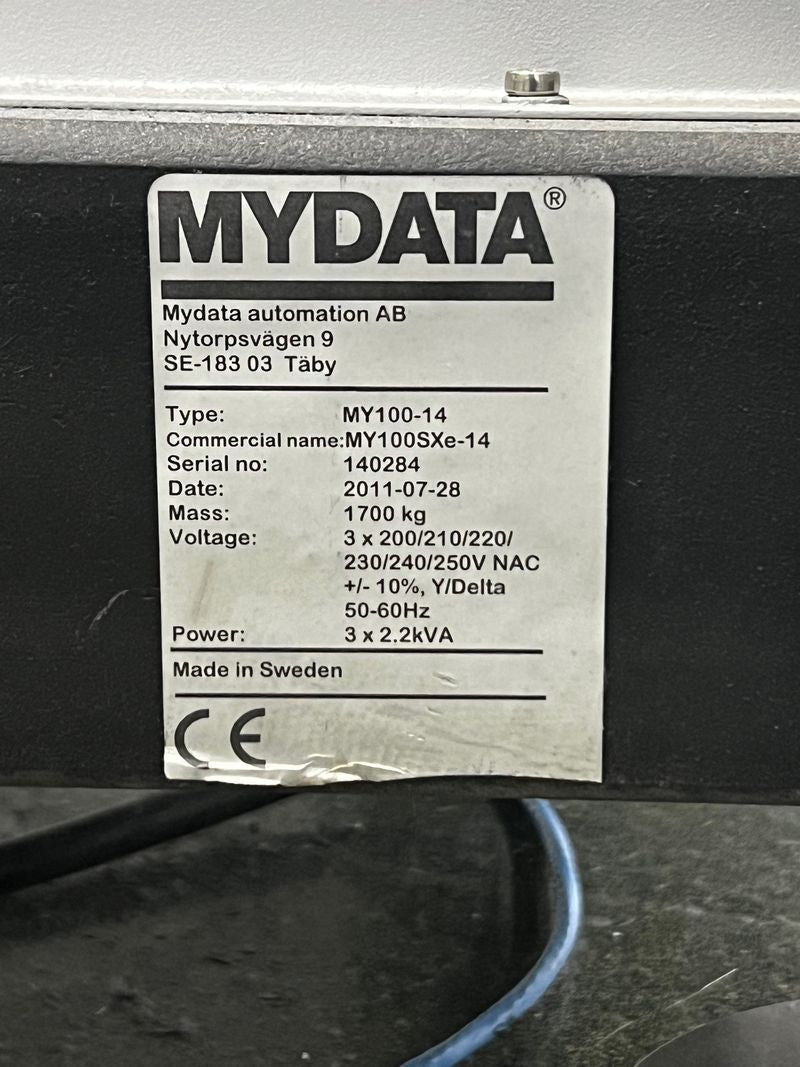 MYDATA®
Mydata automation AB
Nytorpsvägen 9
SE-183 03 Täby
Type: MY100-14
Commercial name: MY100SXe-14
Serial no: 140284
Date: 2011-07-28
Mass: 1700 kg
Voltage: 3 x 200/210/220/
230/240/250V NAC
+/- 10%, Y/Delta
50-60Hz
Power: 3 x 2.2kVA
Made in Sweden
CE